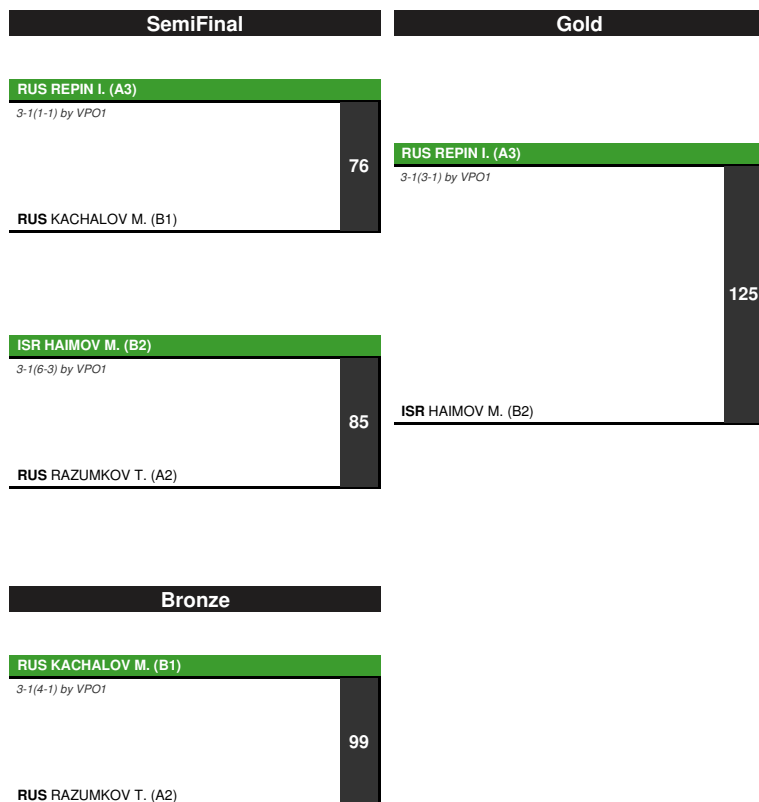 SemiFinal
Gold
RUS REPIN I. (A3)
3-1(1-1) by VPO1
76
RUS KACHALOV M. (B1)
RUS REPIN I. (A3)
3-1(3-1) by VPO1
125
ISR HAIMOV M. (B2)
ISR HAIMOV M. (B2)
3-1(6-3) by VPO1
85
RUS RAZUMKOV T. (A2)
Bronze
RUS KACHALOV M. (B1)
3-1(4-1) by VPO1
99
RUS RAZUMKOV T. (A2)